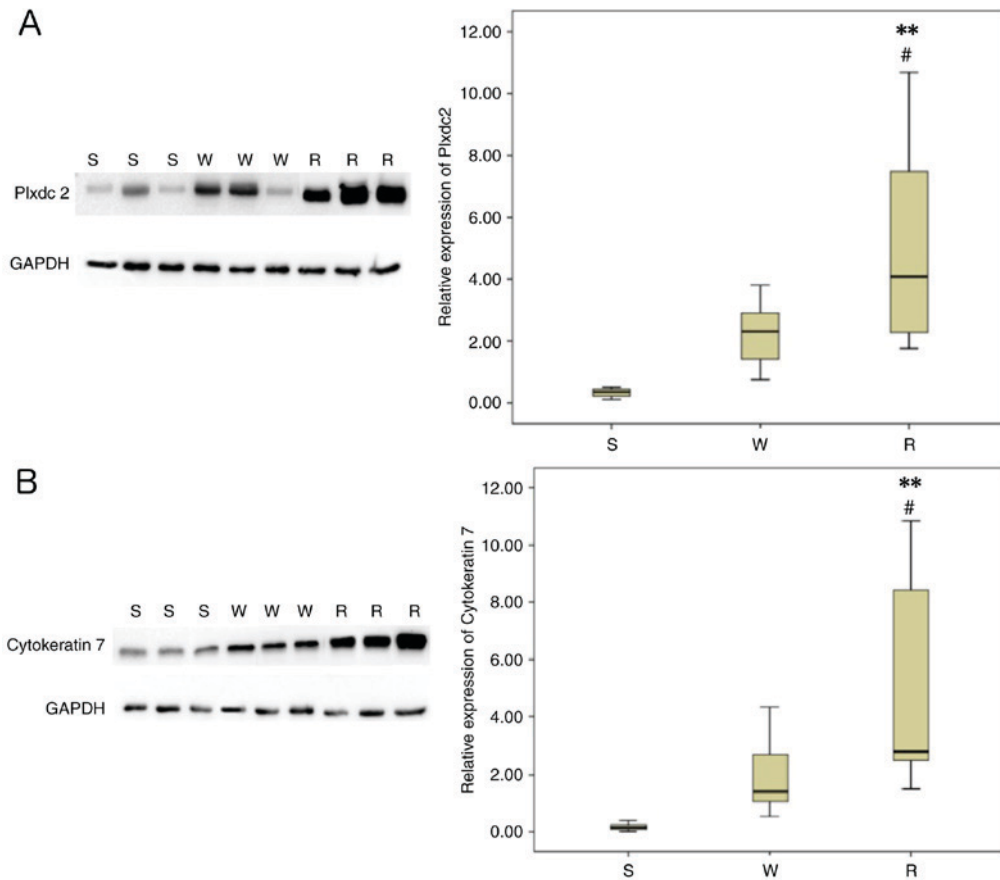 A
S S S W W W R R R
Plxdc 2
GAPDH
Relative expression of Plxdc2
12.00
10.00
8.00
6.00
4.00
2.00
0.00
**
#
S W R
B
S S S W W W R R R
Cytokeratin 7
GAPDH
Relative expression of Cytokeratin 7
12.00
10.00
8.00
6.00
4.00
2.00
0.00
**
#
S W R